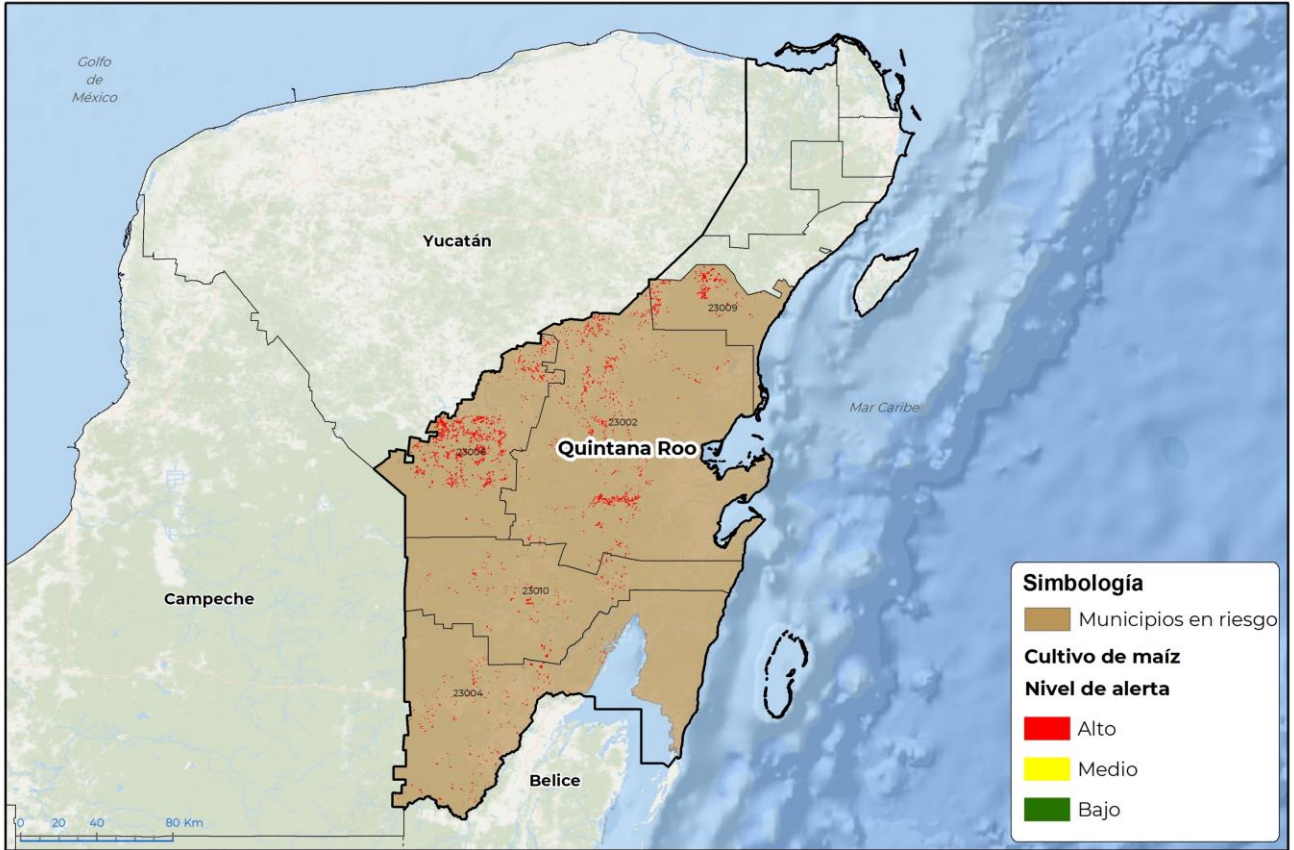 Golfo
de
México
Yucatán
23009
Mar Caribe
23002
Quintana Roo
23006
Campeche
23010
23004
Belice
0 20 40 80 Km
Simbología
Municipios en riesgo
Cultivo de maíz
Nivel de alerta
Alto
Medio
Bajo